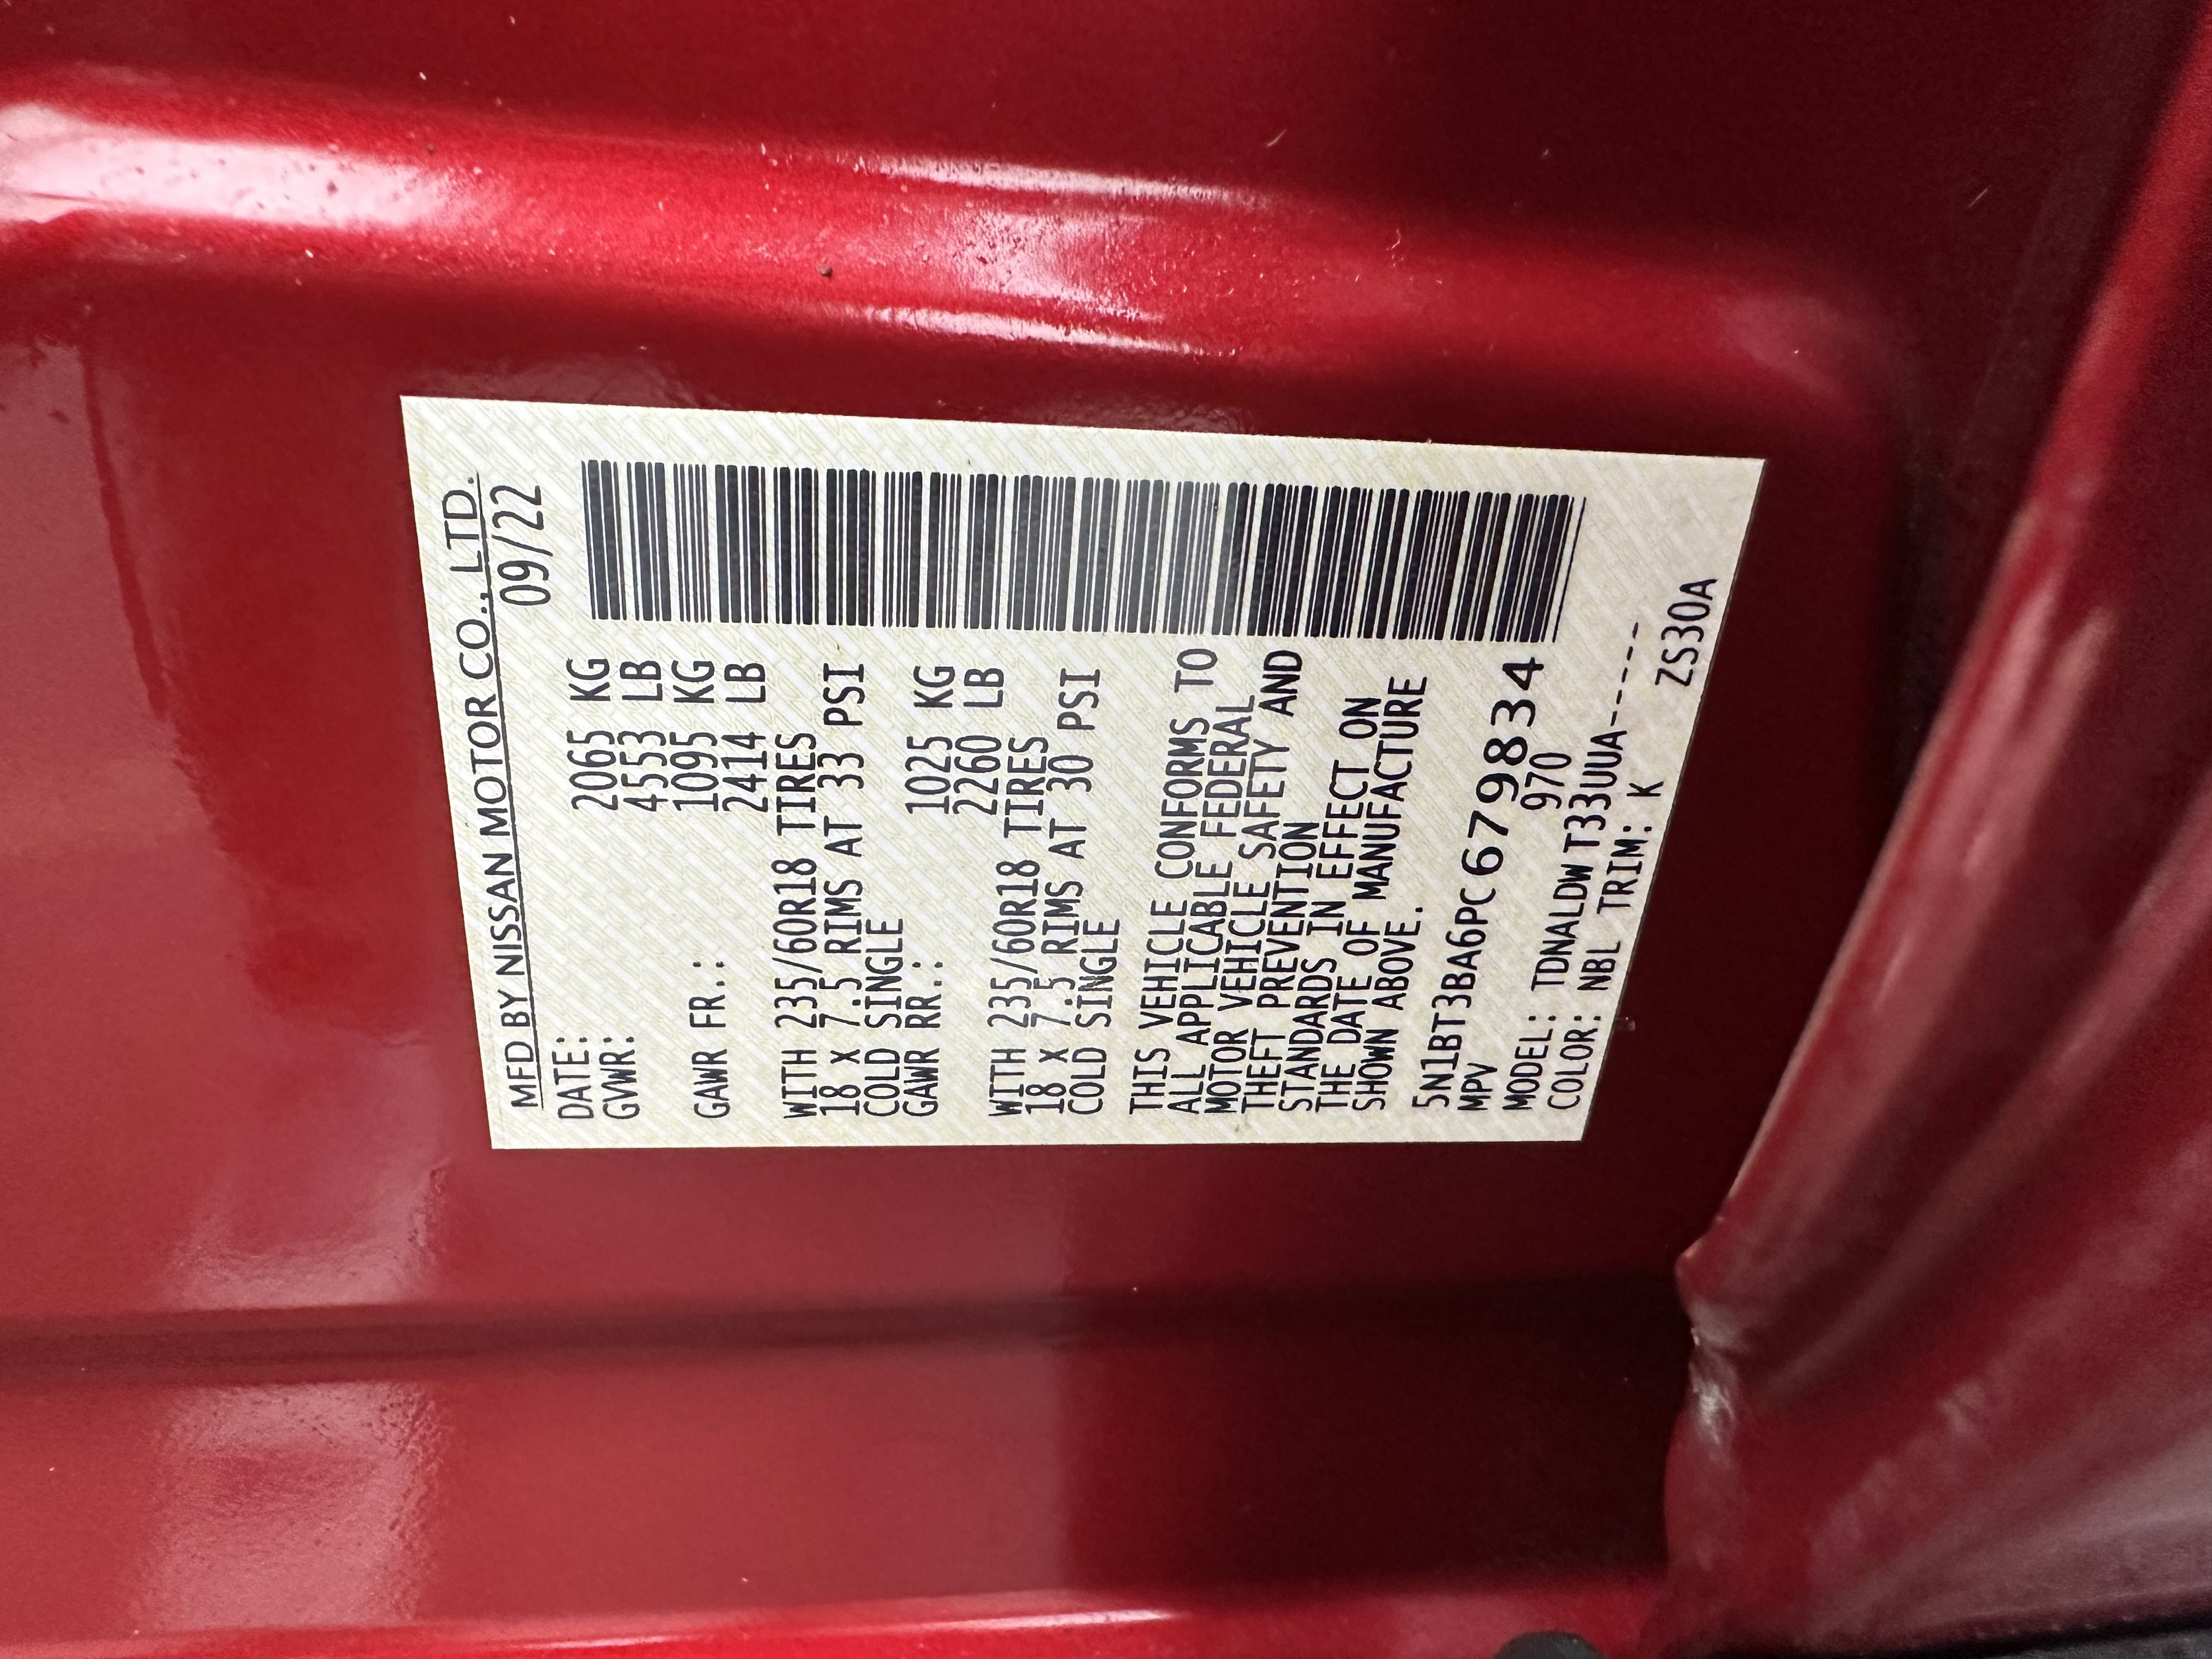 MFD BY NISSAN MOTOR CO., LTD.
DATE: 09/22
GVWR: 2065 KG
4553 LB
GAWR FR.: 1095 KG
2414 LB
WITH 235/60R18 TIRES
18 X 7.5 RIMS AT 33 PSI
COLD SINGLE
GAWR RR.: 1025 KG
2260 LB
WITH 235/60R18 TIRES
18 X 7.5 RIMS AT 30 PSI
COLD SINGLE
THIS VEHICLE CONFORMS TO
ALL APPLICABLE FEDERAL
MOTOR VEHICLE SAFETY AND
THEFT PREVENTION
STANDARDS IN EFFECT ON
THE DATE OF MANUFACTURE
SHOWN ABOVE.
5N1BT3BA6PC679834
MPV 970
MODEL: TDNALDWT33UUA-----
COLOR: NBL TRIM: K ZS30A